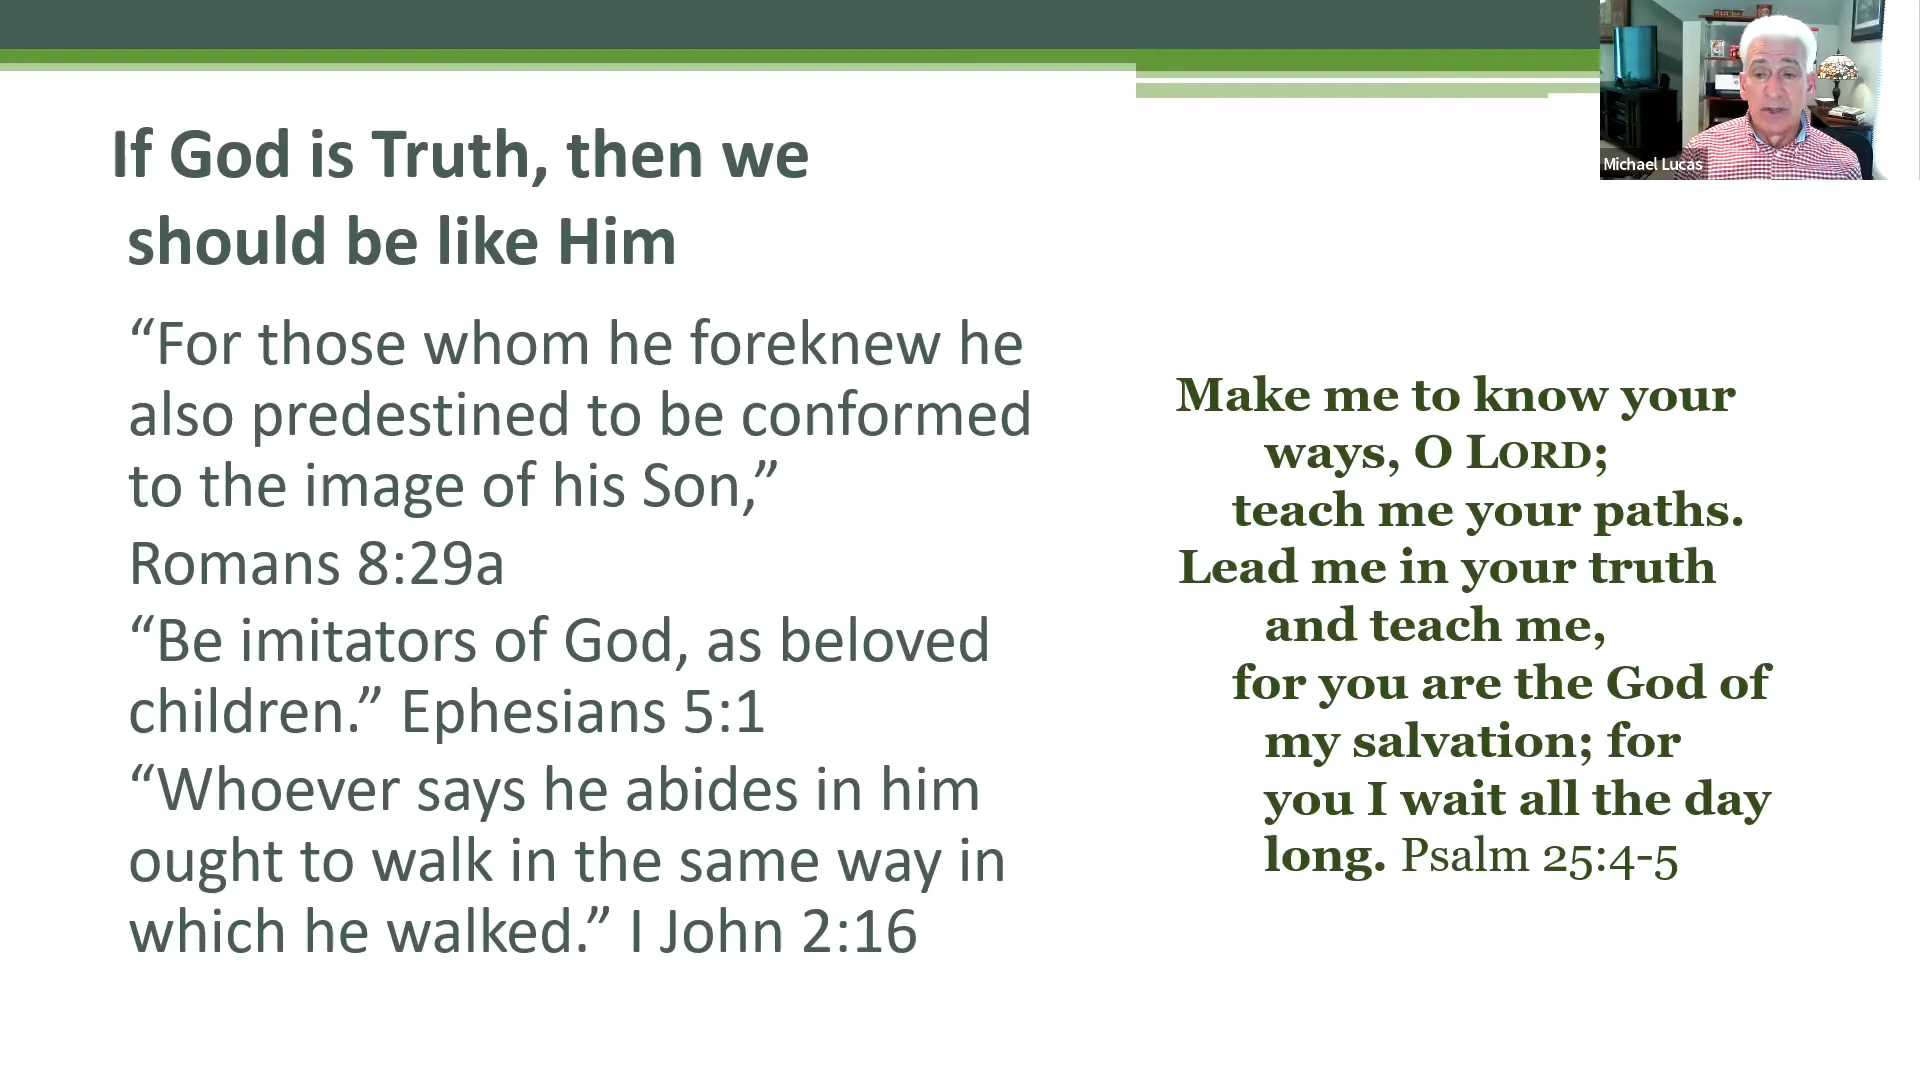 If God is Truth, then we
should be like Him
“For those whom he foreknew he
also predestined to be conformed
to the image of his Son,”
Romans 8:29a
“Be imitators of God, as beloved
children.” Ephesians 5:1
“Whoever says he abides in him
ought to walk in the same way in
which he walked.” I John 2:16
Make me to know your
ways, O LORD;
teach me your paths.
Lead me in your truth
and teach me,
for you are the God of
my salvation; for
you I wait all the day
long. Psalm 25:4-5
Michael Lucas